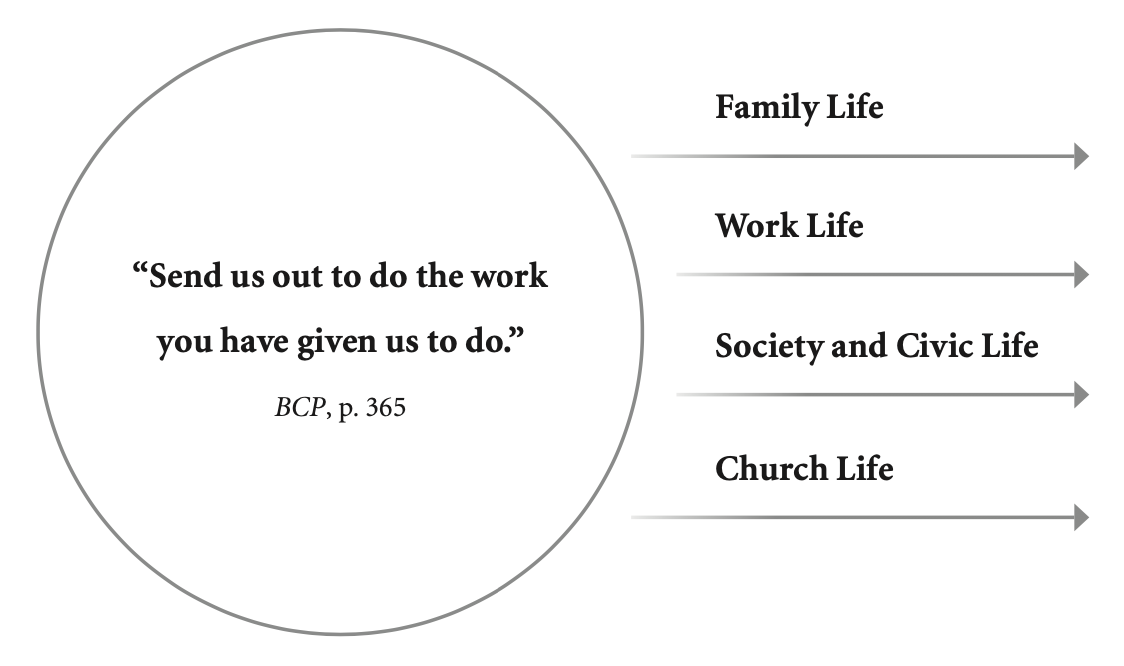 “Send us out to do the work
you have given us to do.”
BCP, p. 365
Family Life
Work Life
Society and Civic Life
Church Life